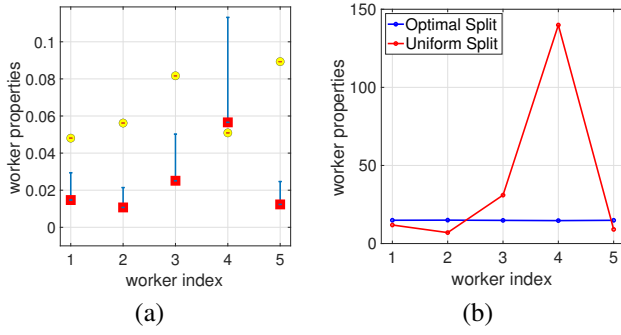 0.1
0.08
0.06
0.04
0.02
0
worker properties
1 2 3 4 5
worker index
(a)
Optimal Split
Uniform Split
150
100
50
0
worker properties
1 2 3 4 5
worker index
(b)